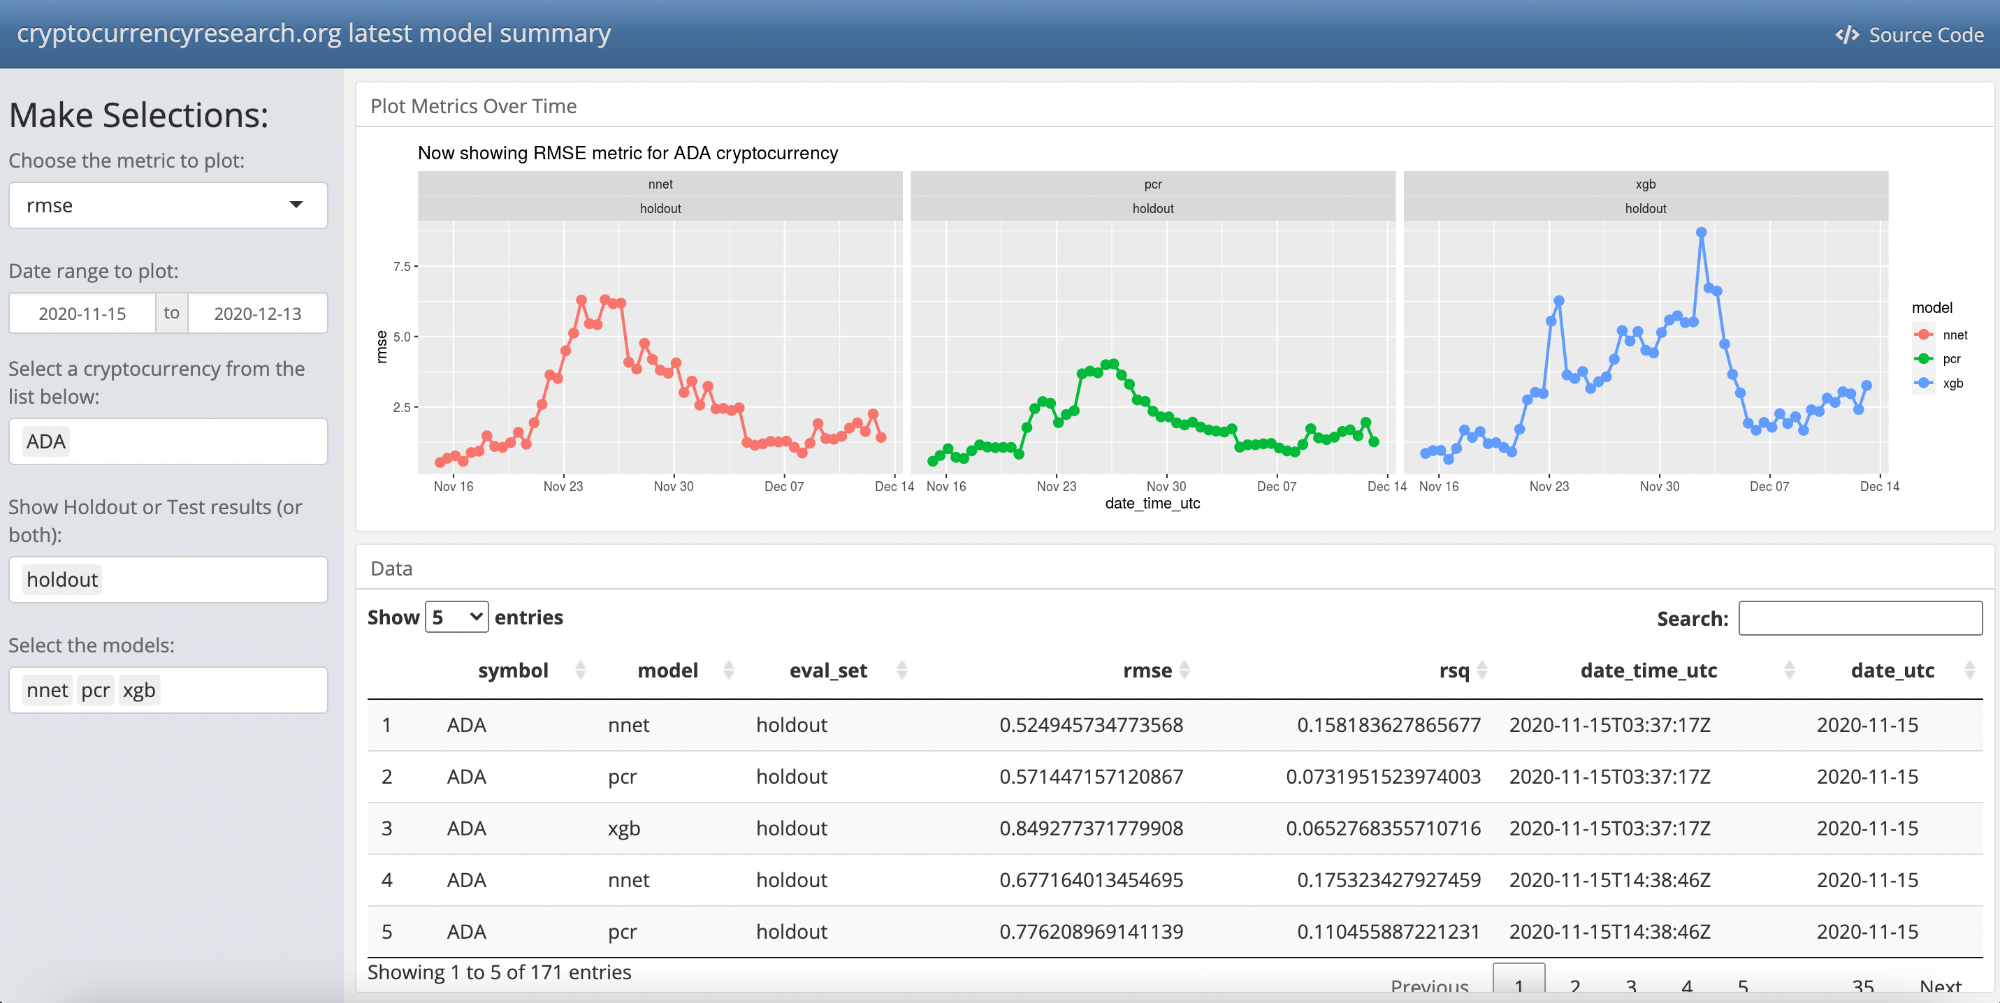 cryptocurrencyresearch.org latest model summary
</> Source Code
Make Selections:
Choose the metric to plot:
rmse
Date range to plot:
2020-11-15 to 2020-12-13
Select a cryptocurrency from the
list below:
ADA
Show Holdout or Test results (or
both):
holdout
Select the models:
nnet pcr xgb
Plot Metrics Over Time
Now showing RMSE metric for ADA cryptocurrency
nnet pcr xgb
holdout holdout holdout
7.5
5.0
2.5
rmse
Nov 16 Nov 23 Nov 30 Dec 07 Dec 14 Nov 16 Nov 23 Nov 30 Dec 07 Dec 14 Nov 16 Nov 23 Nov 30 Dec 07 Dec 14
date_time_utc
model
nnet
pcr
xgb
Data
Show 5 entries
Search:
symbol model eval_set rmse rsq date_time_utc date_utc
1 ADA nnet holdout 0.524945734773568 0.158183627865677 2020-11-15T03:37:17Z 2020-11-15
2 ADA pcr holdout 0.571447157120867 0.0731951523974003 2020-11-15T03:37:17Z 2020-11-15
3 ADA xgb holdout 0.849277371779908 0.0652768355710716 2020-11-15T03:37:17Z 2020-11-15
4 ADA nnet holdout 0.677164013454695 0.175323427927459 2020-11-15T14:38:46Z 2020-11-15
5 ADA pcr holdout 0.776208969141139 0.110455887221231 2020-11-15T14:38:46Z 2020-11-15
Showing 1 to 5 of 171 entries
Previous 1 2 3 4 5 35 Next